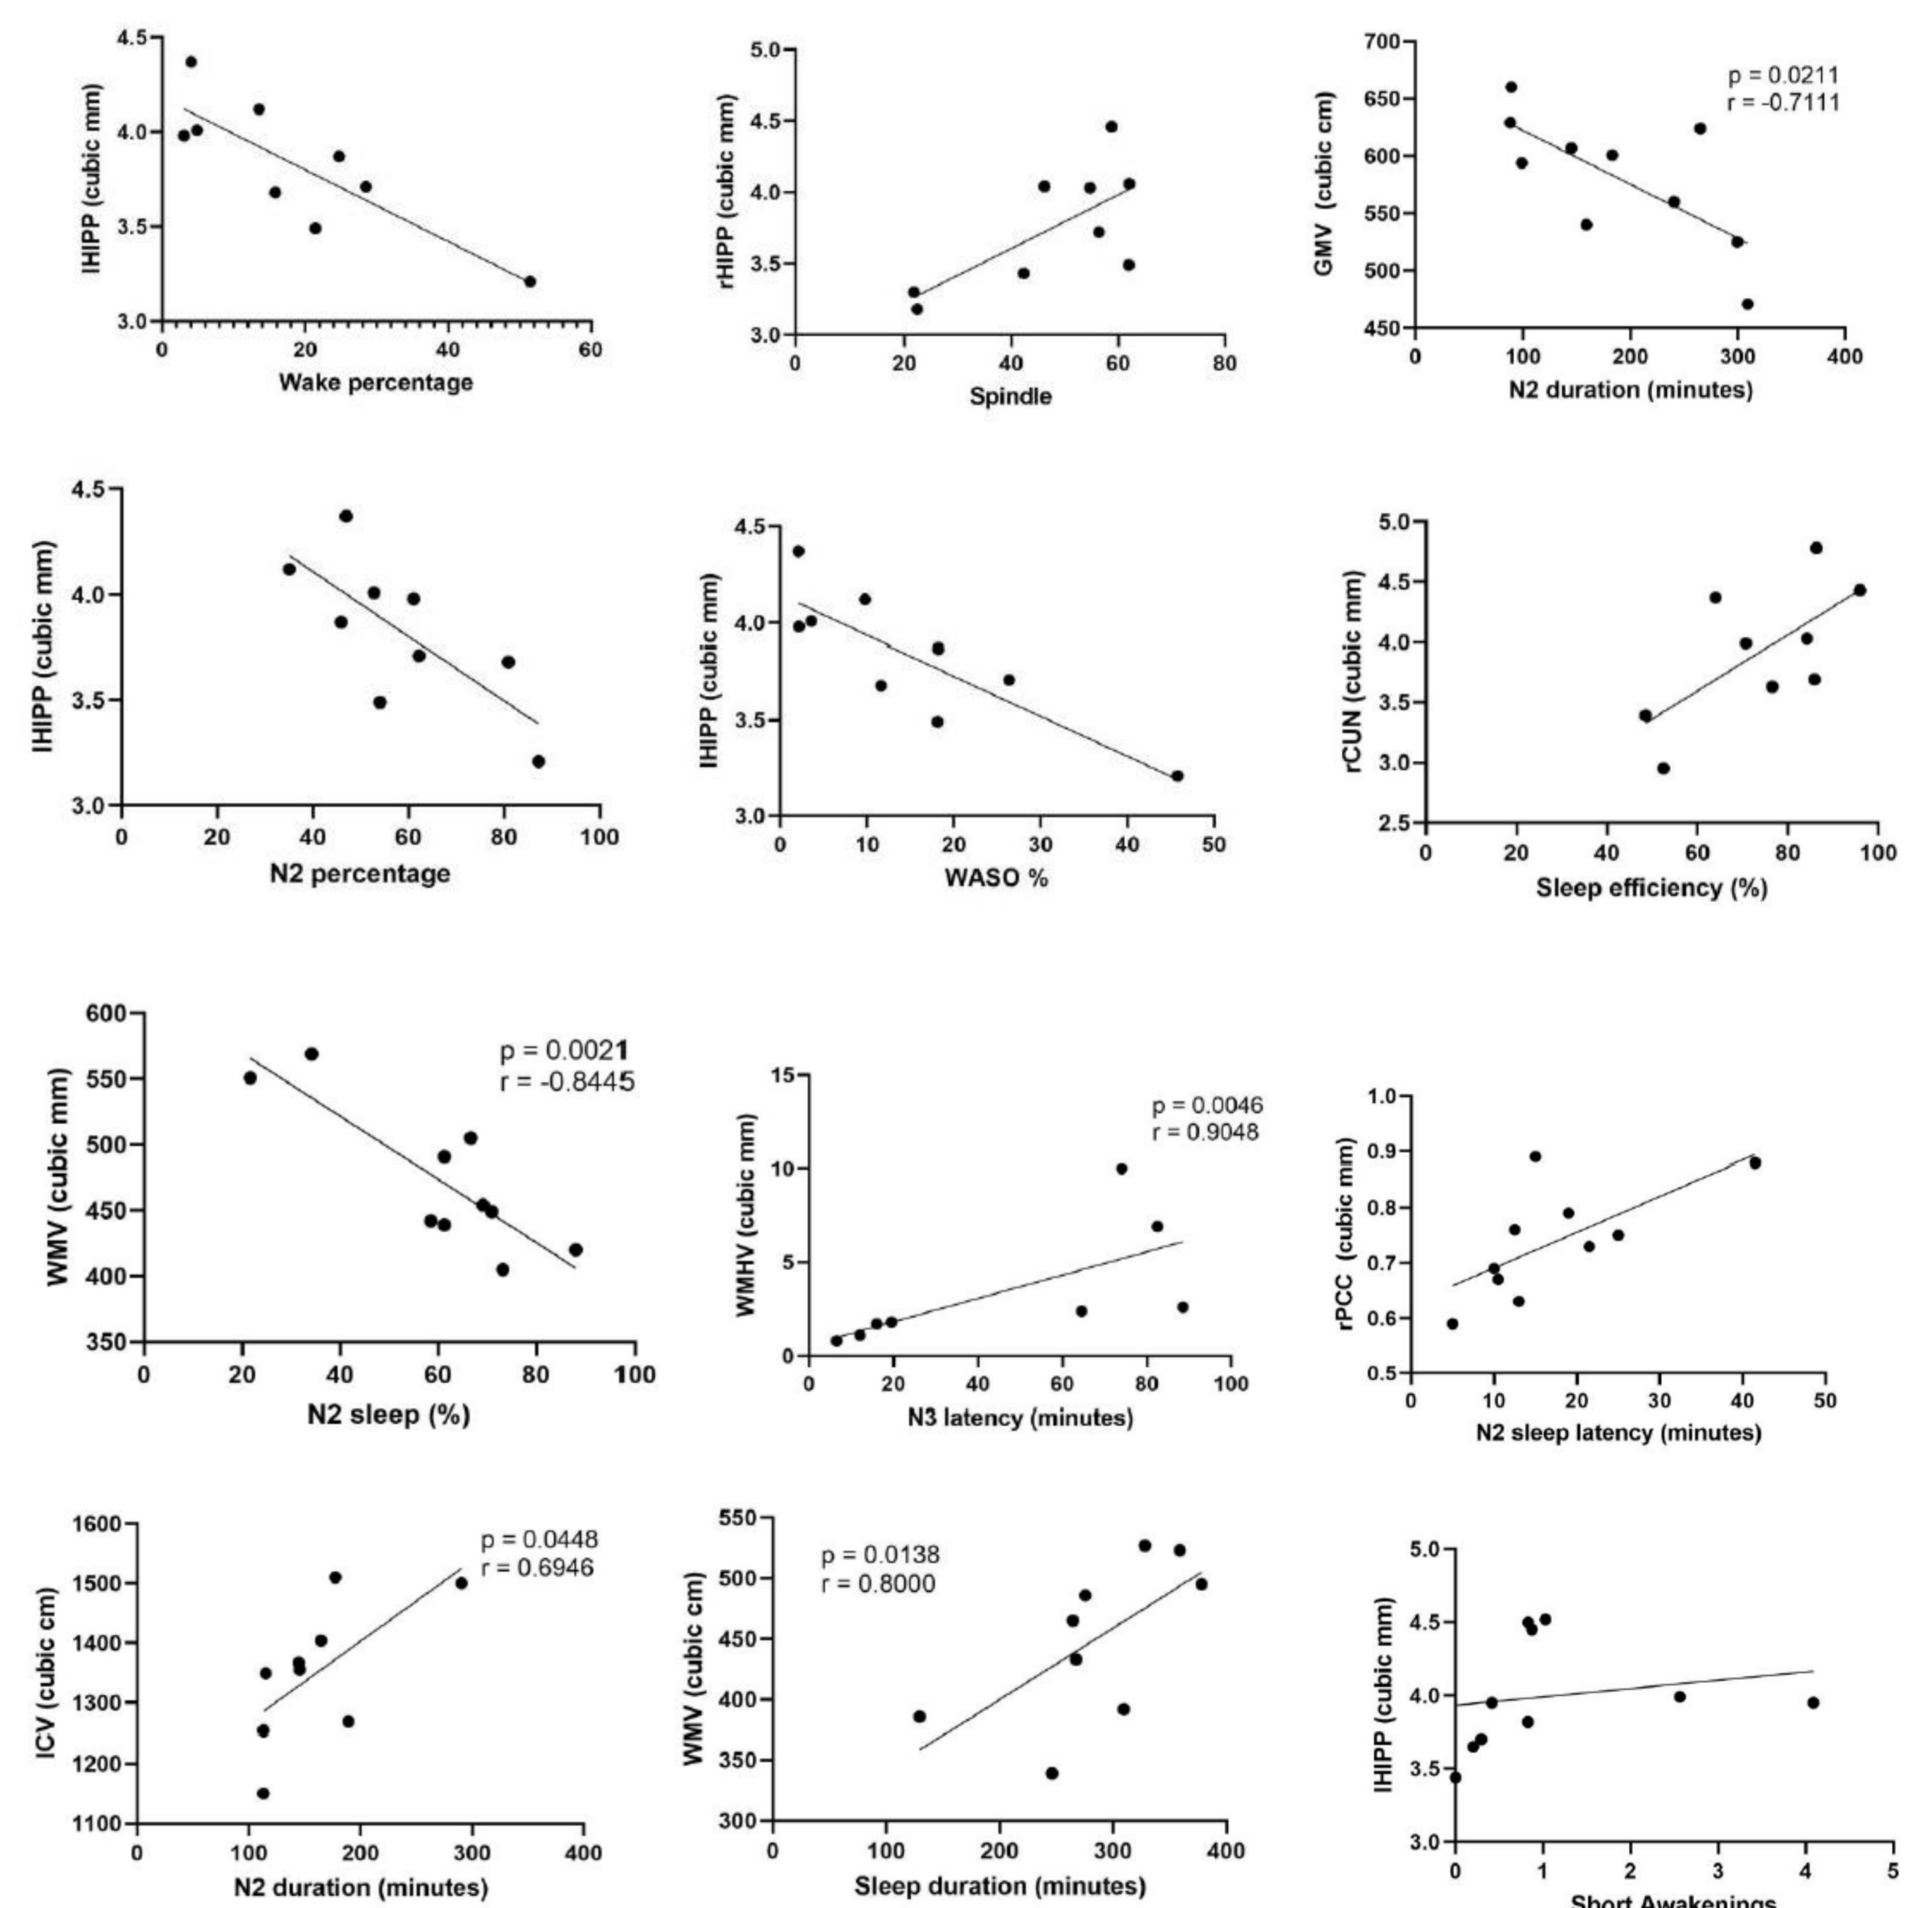 4.5
4.0
3.5
3.0
0 20 40 60
lHIPP (cubic mm)
Wake percentage
5.0
4.5
4.0
3.5
3.0
0 20 40 60 80
rHIPP (cubic mm)
Spindle
700
650
600
550
500
450
0 100 200 300 400
GMV (cubic cm)
N2 duration (minutes)
p = 0.0211
r = -0.7111
4.5
4.0
3.5
3.0
0 20 40 60 80 100
lHIPP (cubic mm)
N2 percentage
4.5
4.0
3.5
3.0
0 10 20 30 40 50
lHIPP (cubic mm)
WASO %
5.0
4.5
4.0
3.5
3.0
2.5
0 20 40 60 80 100
rCUN (cubic mm)
Sleep efficiency (%)
600
550
500
450
400
350
0 20 40 60 80 100
WMV (cubic mm)
N2 sleep (%)
p = 0.0021
r = -0.8445
15
10
5
0
0 20 40 60 80 100
WMHV (cubic mm)
N3 latency (minutes)
p = 0.0046
r = 0.9048
1.0
0.9
0.8
0.7
0.6
0.5
0 10 20 30 40 50
rPCC (cubic mm)
N2 sleep latency (minutes)
1600
1500
1400
1300
1200
1100
0 100 200 300 400
ICV (cubic cm)
N2 duration (minutes)
p = 0.0448
r = 0.6946
550
500
450
400
350
300
0 100 200 300 400
WMV (cubic cm)
Sleep duration (minutes)
p = 0.0138
r = 0.8000
5.0
4.5
4.0
3.5
3.0
0 1 2 3 4 5
lHIPP (cubic mm)
Short Awakenings